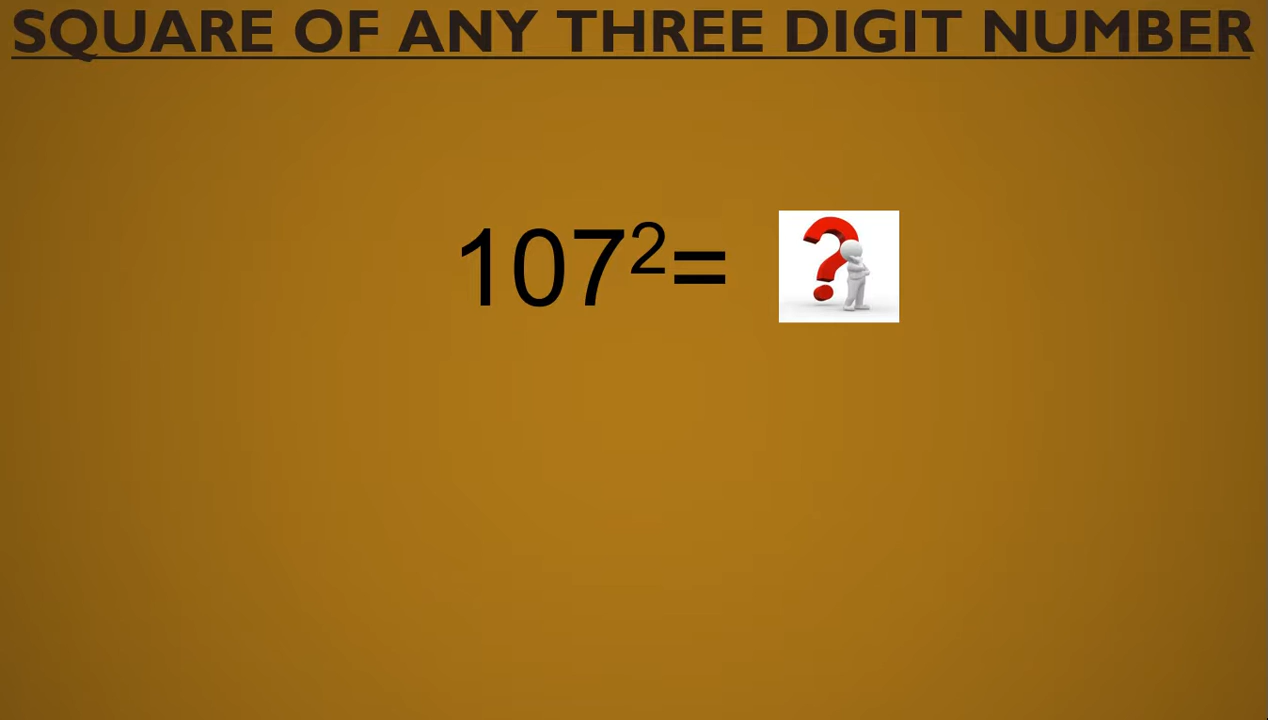 SQUARE OF ANY THREE DIGIT NUMBER
107²= ?